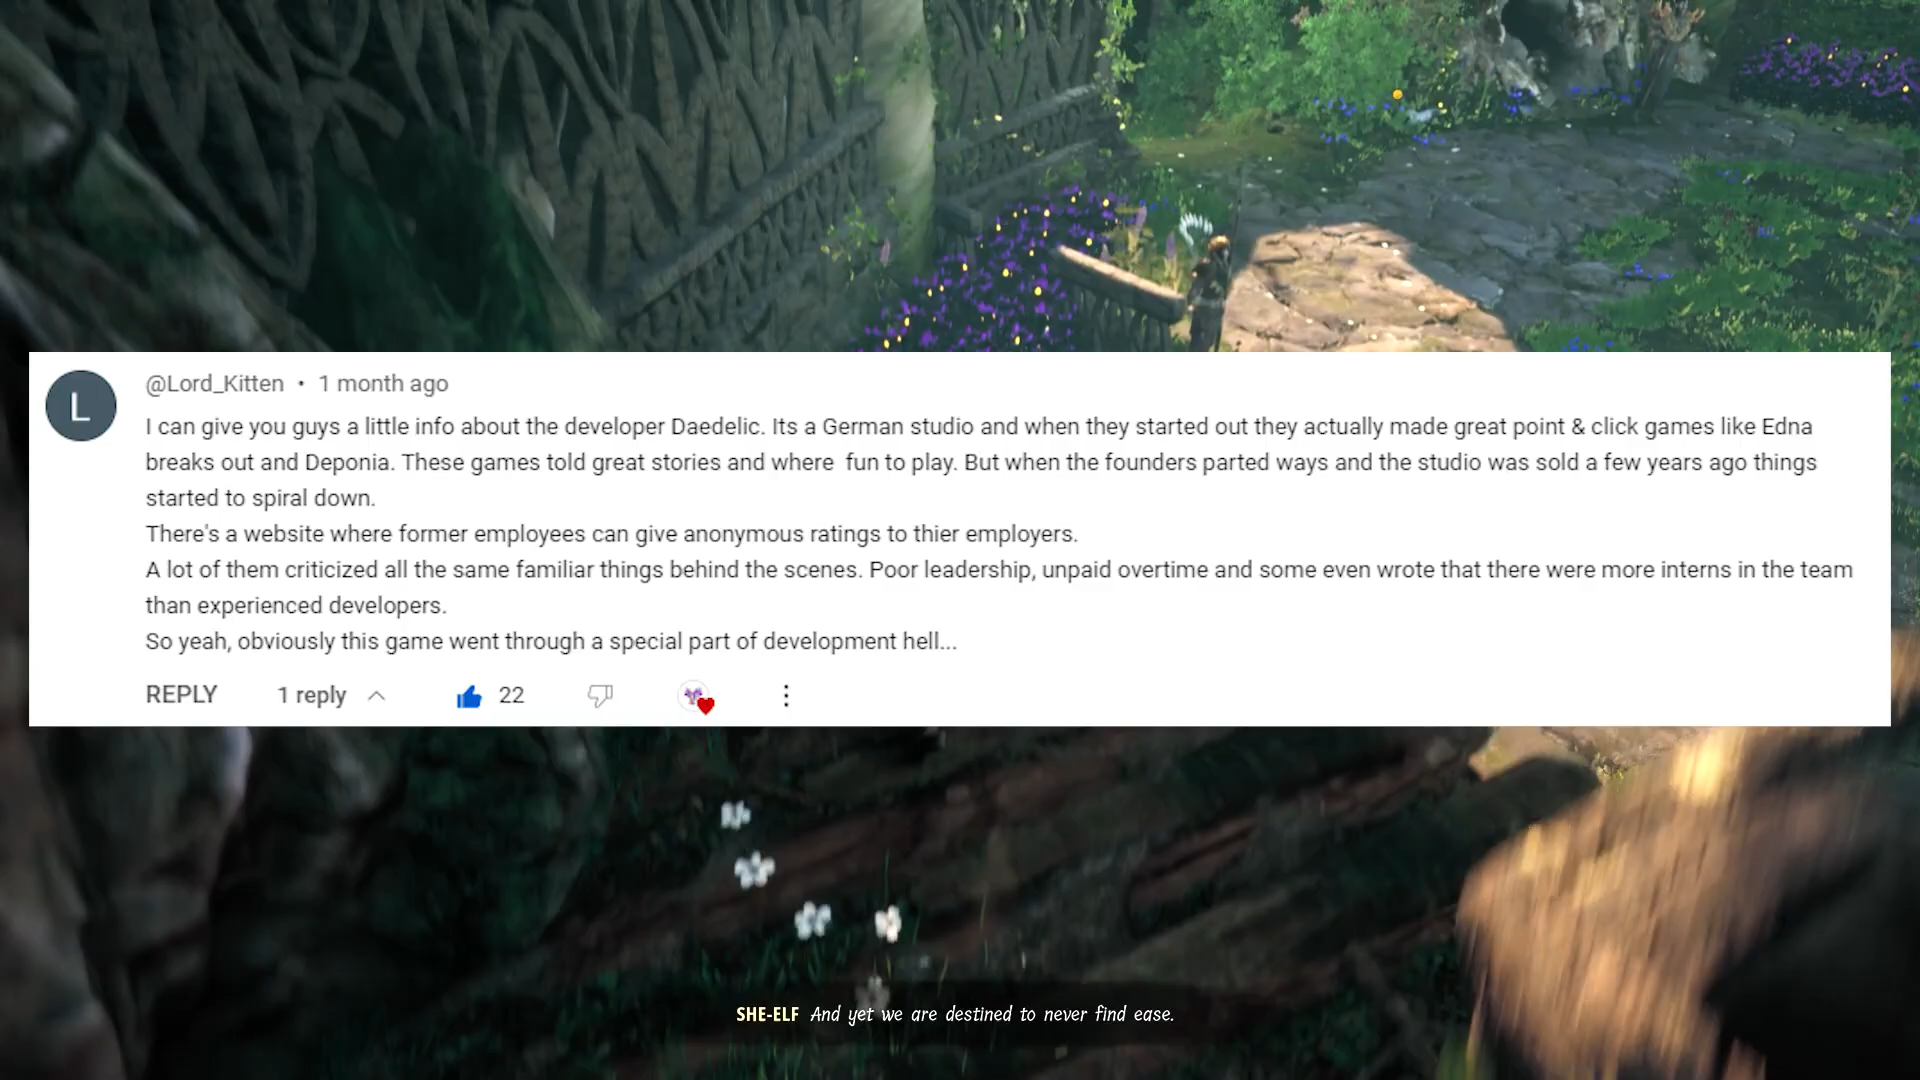 @Lord_Kitten • 1 month ago
L
I can give you guys a little info about the developer Daedelic. Its a German studio and when they started out they actually made great point & click games like Edna
breaks out and Deponia. These games told great stories and where fun to play. But when the founders parted ways and the studio was sold a few years ago things
started to spiral down.
There's a website where former employees can give anonymous ratings to thier employers.
A lot of them criticized all the same familiar things behind the scenes. Poor leadership, unpaid overtime and some even wrote that there were more interns in the team
than experienced developers.
So yeah, obviously this game went through a special part of development hell...
REPLY 1 reply 22
SHE-ELF And yet we are destined to never find ease.